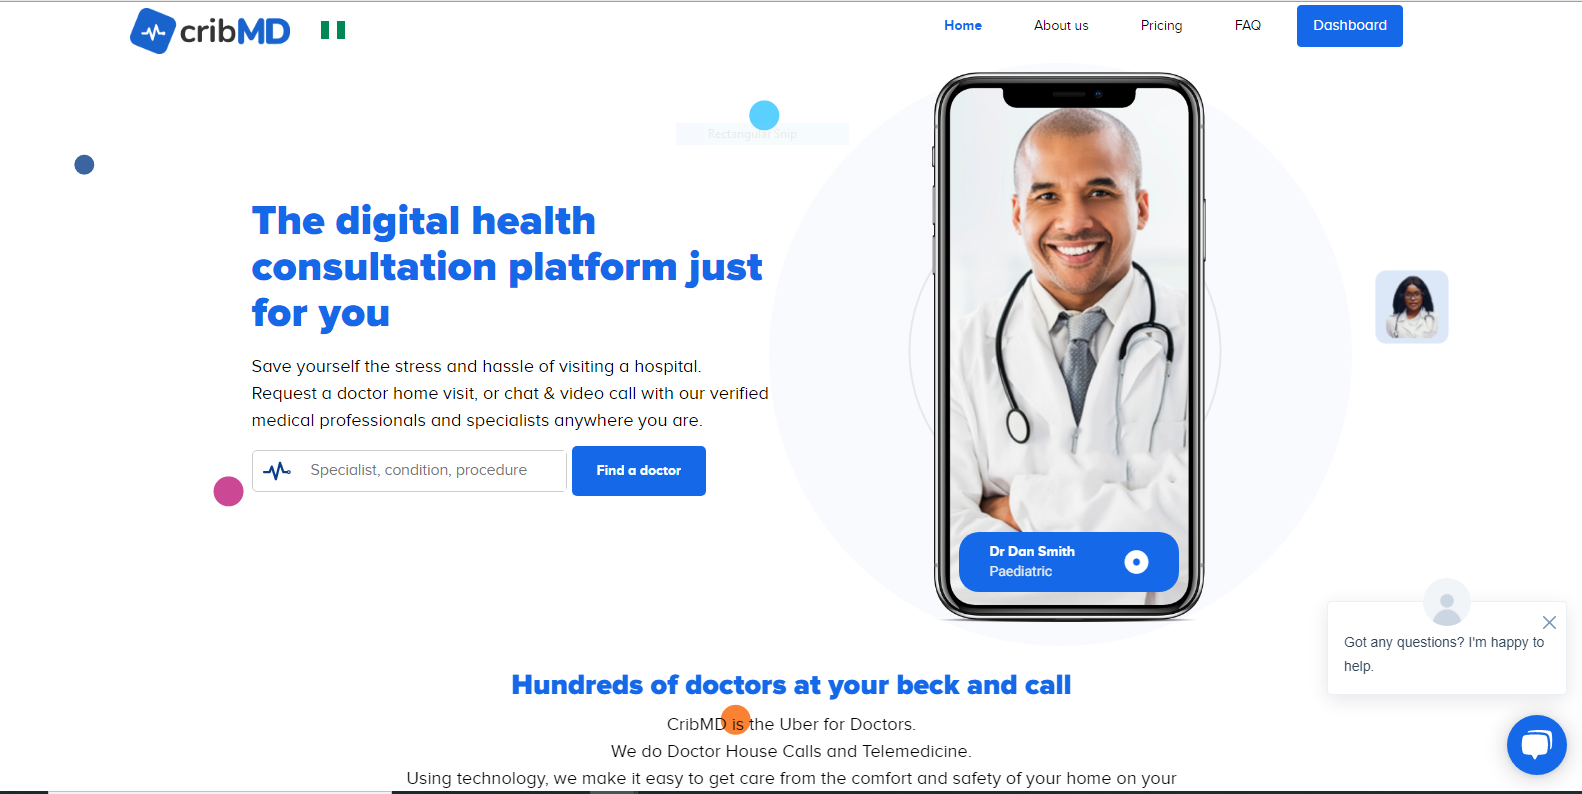 cribMD
Home
About us
Pricing
FAQ
Dashboard
Rectangular Snip
The digital health
consultation platform just
for you
Save yourself the stress and hassle of visiting a hospital.
Request a doctor home visit, or chat & video call with our verified
medical professionals and specialists anywhere you are.
Specialist, condition, procedure
Find a doctor
Dr Dan Smith
Paediatric
Got any questions? I'm happy to
help.
Hundreds of doctors at your beck and call
CribMD is the Uber for Doctors.
We do Doctor House Calls and Telemedicine.
Using technology, we make it easy to get care from the comfort and safety of your home on your